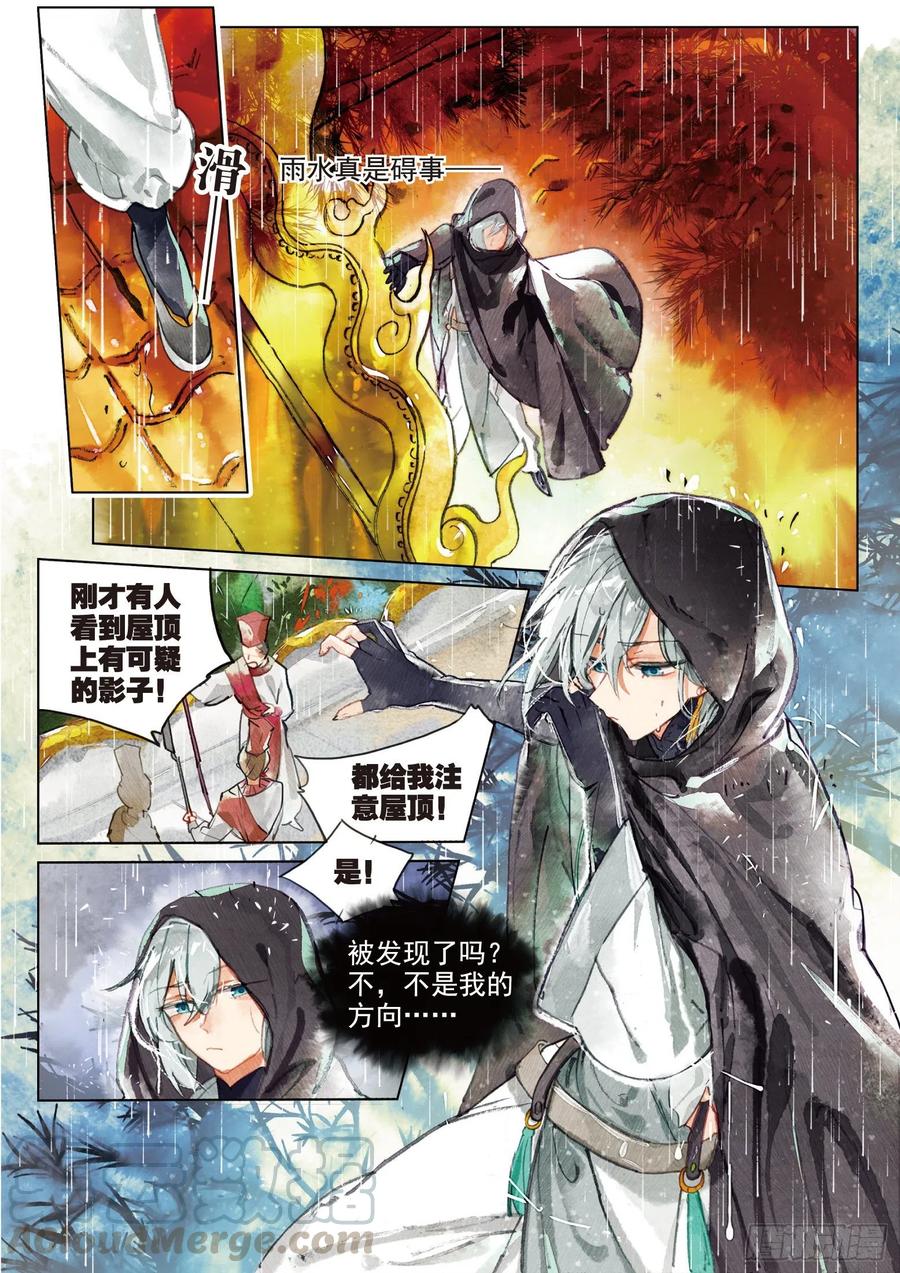 滑
雨水真是碍事——
刚才有人
看到屋顶
上有可疑
的影子！
都给我注
意屋顶！
是！
被发现了吗？
不，不是我的
方向……
AcloudMerge.com